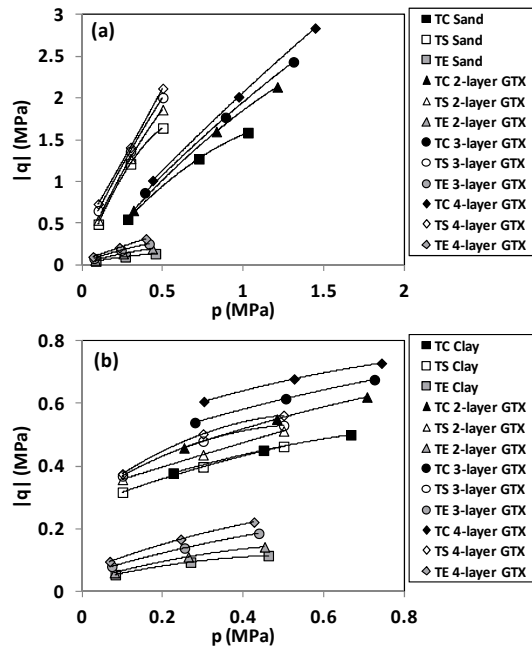 (a)
|q| (MPa)
3
2.5
2
1.5
1
0.5
0
0 0.5 1 1.5 2
p (MPa)
TC Sand
TS Sand
TE Sand
TC 2-layer GTX
TS 2-layer GTX
TE 2-layer GTX
TC 3-layer GTX
TS 3-layer GTX
TE 3-layer GTX
TC 4-layer GTX
TS 4-layer GTX
TE 4-layer GTX
(b)
|q| (MPa)
0.8
0.6
0.4
0.2
0
0 0.2 0.4 0.6 0.8
p (MPa)
TC Clay
TS Clay
TE Clay
TC 2-layer GTX
TS 2-layer GTX
TE 2-layer GTX
TC 3-layer GTX
TS 3-layer GTX
TE 3-layer GTX
TC 4-layer GTX
TS 4-layer GTX
TE 4-layer GTX